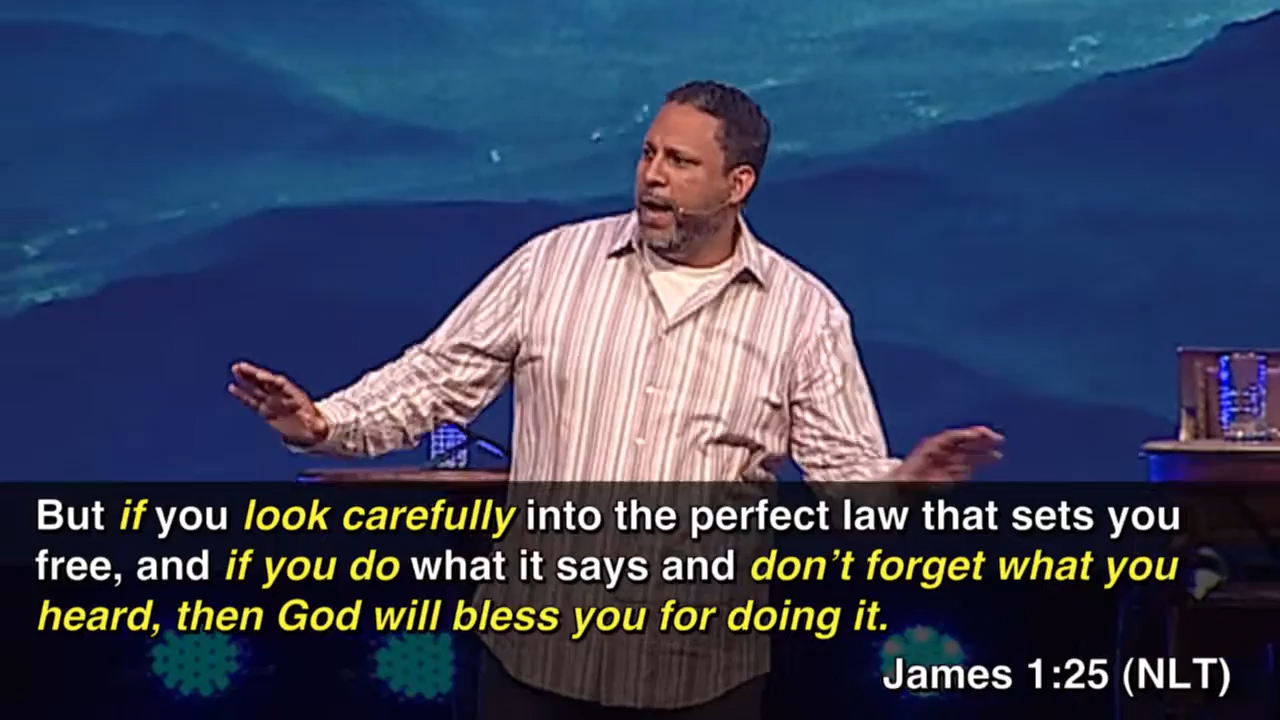 But if you look carefully into the perfect law that sets you
free, and if you do what it says and don’t forget what you
heard, then God will bless you for doing it.
James 1:25 (NLT)